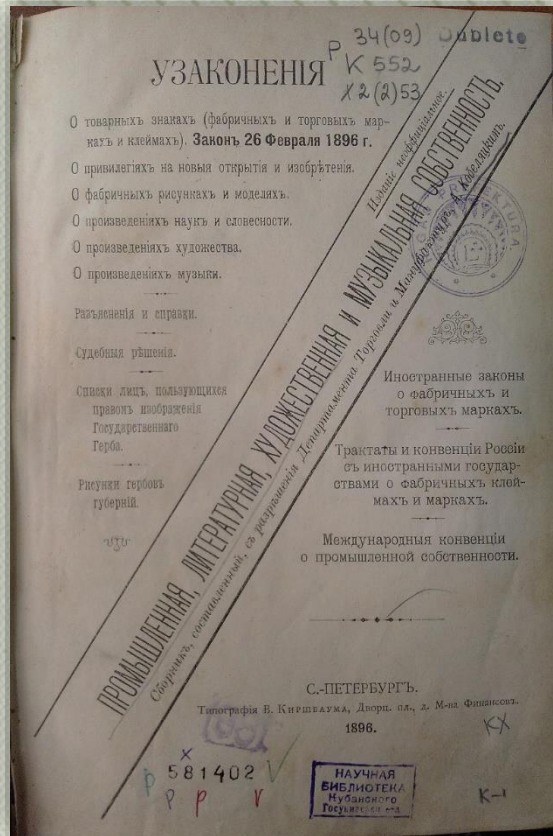 34(09) Dublete
Р К 552
Х2(2)53
УЗАКОНЕНІЯ
О товарныхъ знакахъ (фабричныхъ и торговыхъ мар-
кахъ и клеймахъ). Законъ 26 Февраля 1896 г.
О привилегіяхъ на новыя открытія и изобрѣтенія.
О фабричныхъ рисункахъ и моделяхъ.
О произведеніяхъ наукъ и словесности.
О произведеніяхъ художества.
О произведеніяхъ музыки.
Разъясненія и справки.
Судебныя рѣшенія.
Списки лицъ, пользующихся
правомъ изображенія
Государственнаго
Герба.
Рисунки гербовъ
губерній.
Изданіе неоффиціальное.
ПРОМЫШЛЕННАЯ, ЛИТЕРАТУРНАЯ, ХУДОЖЕСТВЕННАЯ И МУЗЫКАЛЬНАЯ СОБСТВЕННОСТЬ.
Сборникъ, составленный, съ разрѣшенія Департамента Торговли и Мануфактуръ, А. Кобеляцкимъ.
Иностранные законы
о фабричныхъ и
торговыхъ маркахъ.
Трактаты и конвенціи Россіи
съ иностранными государ-
ствами о фабричныхъ клей-
махъ и маркахъ.
Международныя конвенціи
о промышленной собственности.
С.-ПЕТЕРБУРГЪ.
Типографія В. Киршбаума, Дворц. пл., д. М-ва Финансовъ.
1896.
КХ
581402
р р р v
НАУЧНАЯ
БИБЛИОТЕКА
Кубанского
К-1